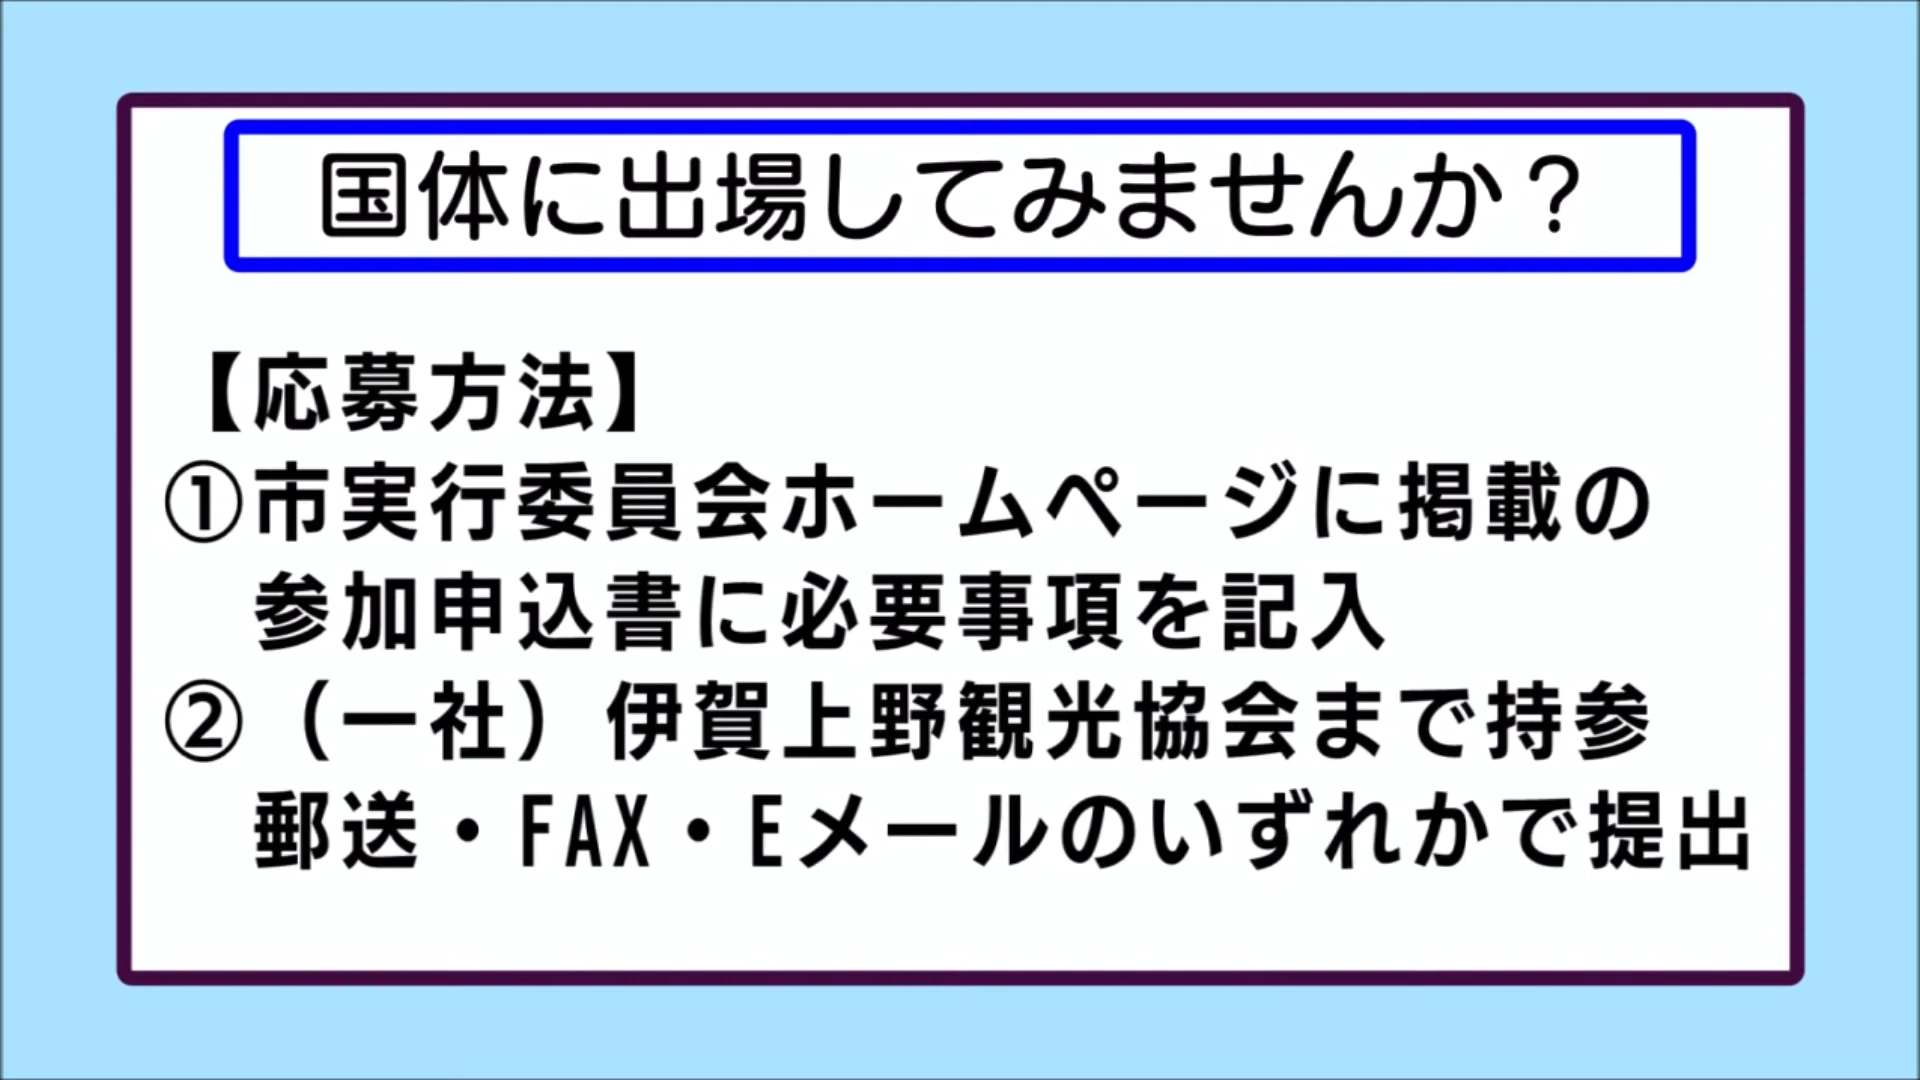 国体に出場してみませんか？
【応募方法】
①市実行委員会ホームページに掲載の
参加申込書に必要事項を記入
②（一社）伊賀上野観光協会まで持参
郵送・FAX・Eメールのいずれかで提出